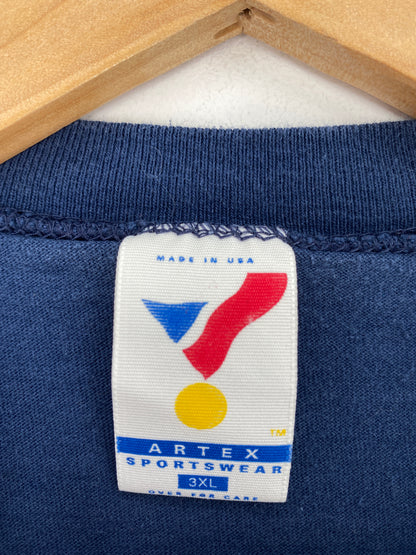 MADE IN USA
TM
ARTEX
SPORTSWEAR
3XL
OVER FOR CARE